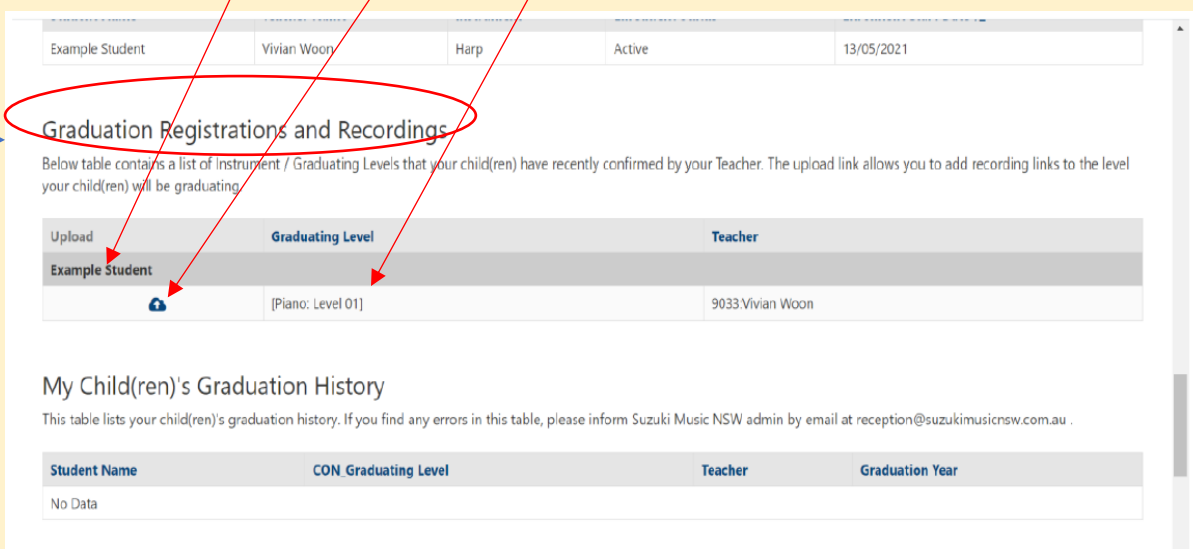 Example Student Vivian Woon Harp Active 13/05/2021
Graduation Registrations and Recordings
Below table contains a list of Instrument / Graduating Levels that your child(ren) have recently confirmed by your Teacher. The upload link allows you to add recording links to the level
your child(ren) will be graduating.
Upload Graduating Level Teacher
Example Student
[Piano: Level 01] 9033:Vivian Woon
My Child(ren)'s Graduation History
This table lists your child(ren)'s graduation history. If you find any errors in this table, please inform Suzuki Music NSW admin by email at reception@suzukimusicnsw.com.au .
Student Name CON_Graduating Level Teacher Graduation Year
No Data